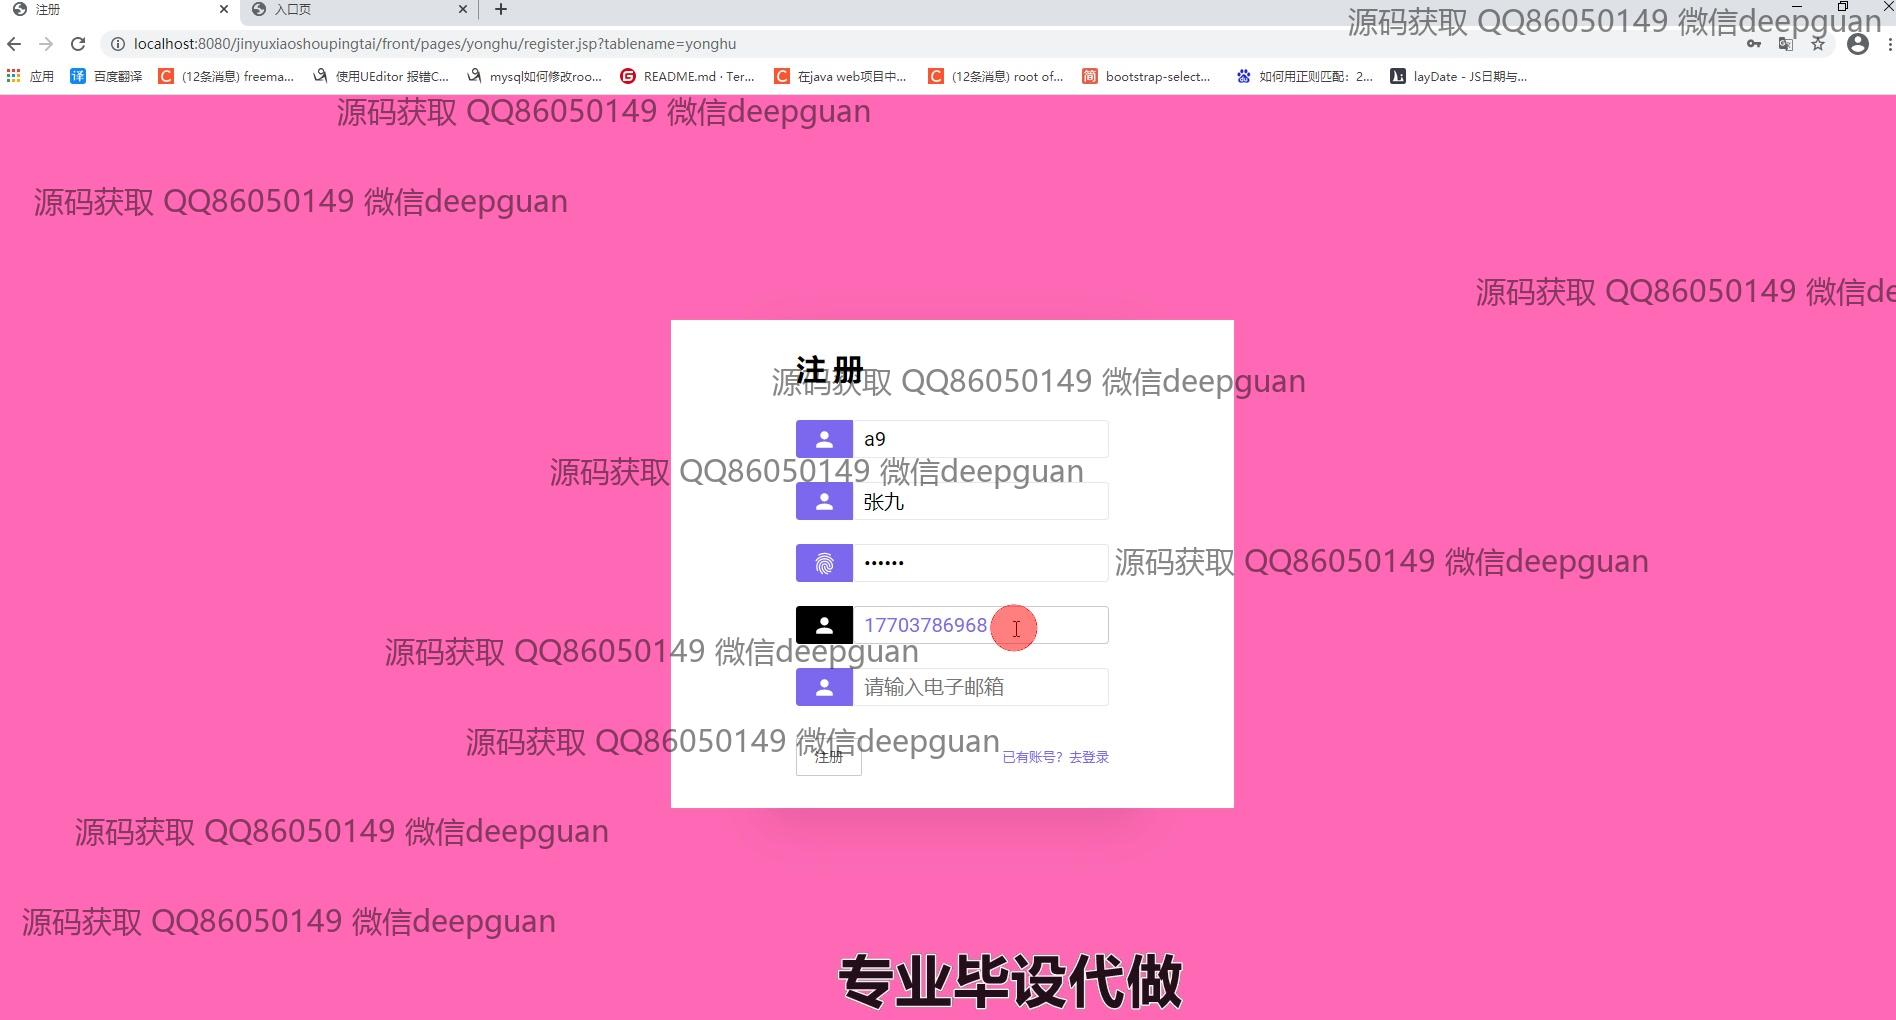 注册
入口页
源码获取 QQ86050149 微信deepguan
localhost:8080/jinyuxiaoshoupingtai/front/pages/yonghu/register.jsp?tablename=yonghu
应用
译 百度翻译
C (12条消息) freema...
使用UEditor 报错C...
mysql如何修改roo...
README.md · Ter...
C 在java web项目中...
C (12条消息) root of...
简 bootstrap-select...
如何用正则匹配：2...
layDate - JS日期与...
源码获取 QQ86050149 微信deepguan
源码获取 QQ86050149 微信deepguan
源码获取 QQ86050149 微信de
注 册
源码获取 QQ86050149 微信deepguan
a9
源码获取 QQ86050149 微信deepguan
张九
••••••
源码获取 QQ86050149 微信deepguan
17703786968
源码获取 QQ86050149 微信deepguan
请输入电子邮箱
源码获取 QQ86050149 微信deepguan
注册
已有账号？去登录
源码获取 QQ86050149 微信deepguan
源码获取 QQ86050149 微信deepguan
专业毕设代做